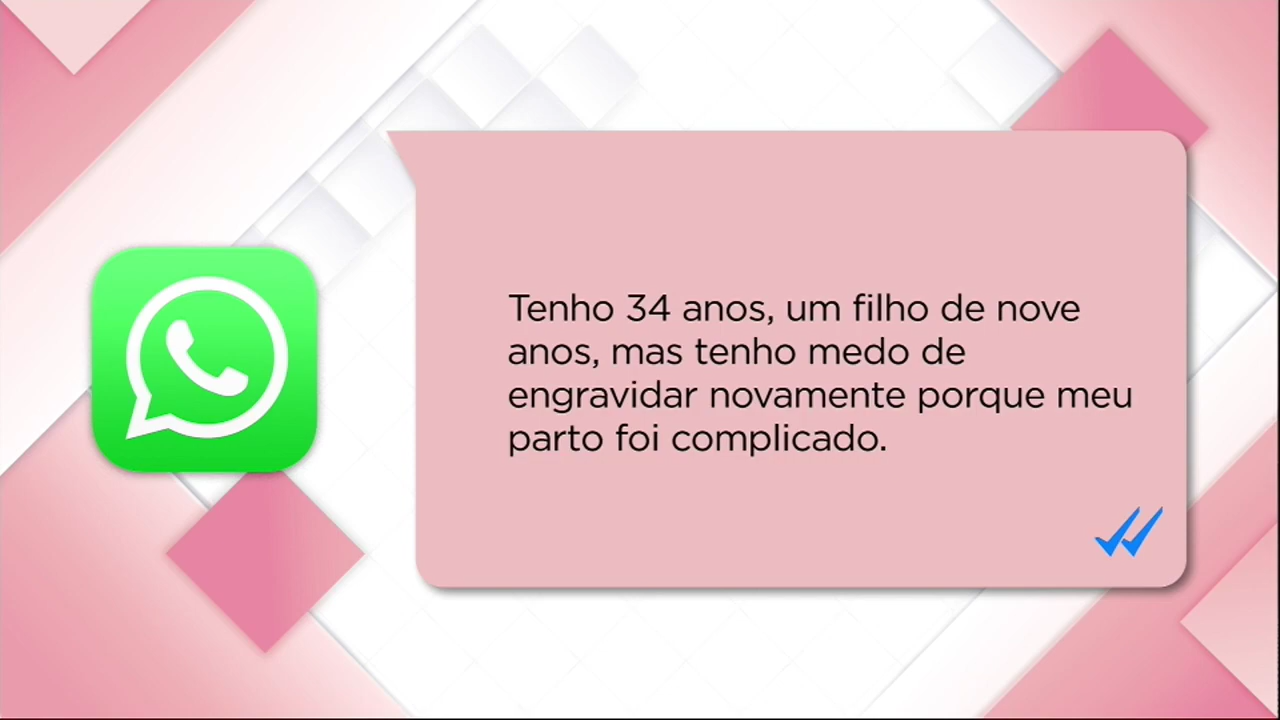 Tenho 34 anos, um filho de nove
anos, mas tenho medo de
engravidar novamente porque meu
parto foi complicado.